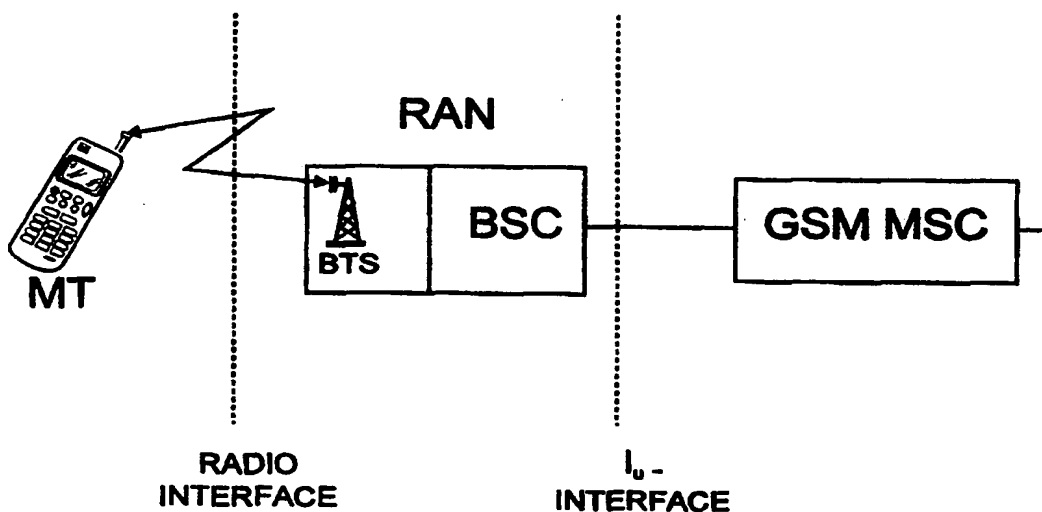 RAN
BTS
BSC
GSM MSC
MT
RADIO
INTERFACE
Iu -
INTERFACE